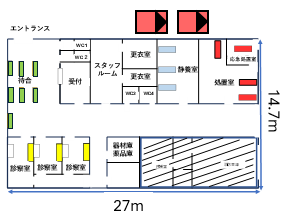 エントランス
WC1
WC2
待合
受付
スタッフ
ルーム
更衣室
更衣室
WC3
WC4
静養室
応急処置室
処置室
診察室
診察室
診察室
器材庫
薬品庫
14.7m
27m